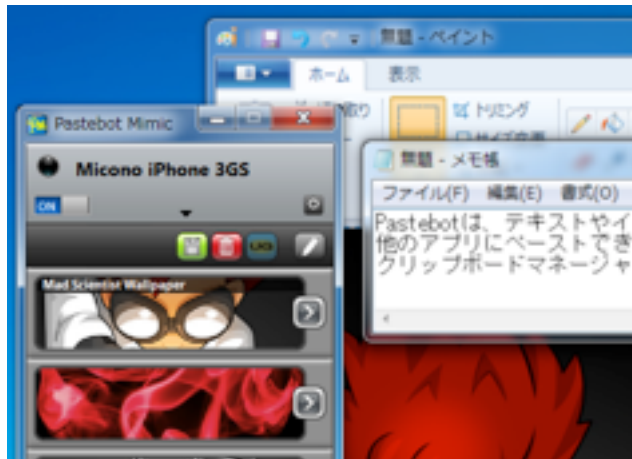 無題 - ペイント
ホーム 表示
トリミング
Pastebot Mimic
Micono iPhone 3GS
ON
Mad Scientist Wallpaper
無題 - メモ帳
ファイル(F) 編集(E) 書式(O)
Pastebotは、テキストやイ
他のアプリにペーストでき
クリップボードマネージャ